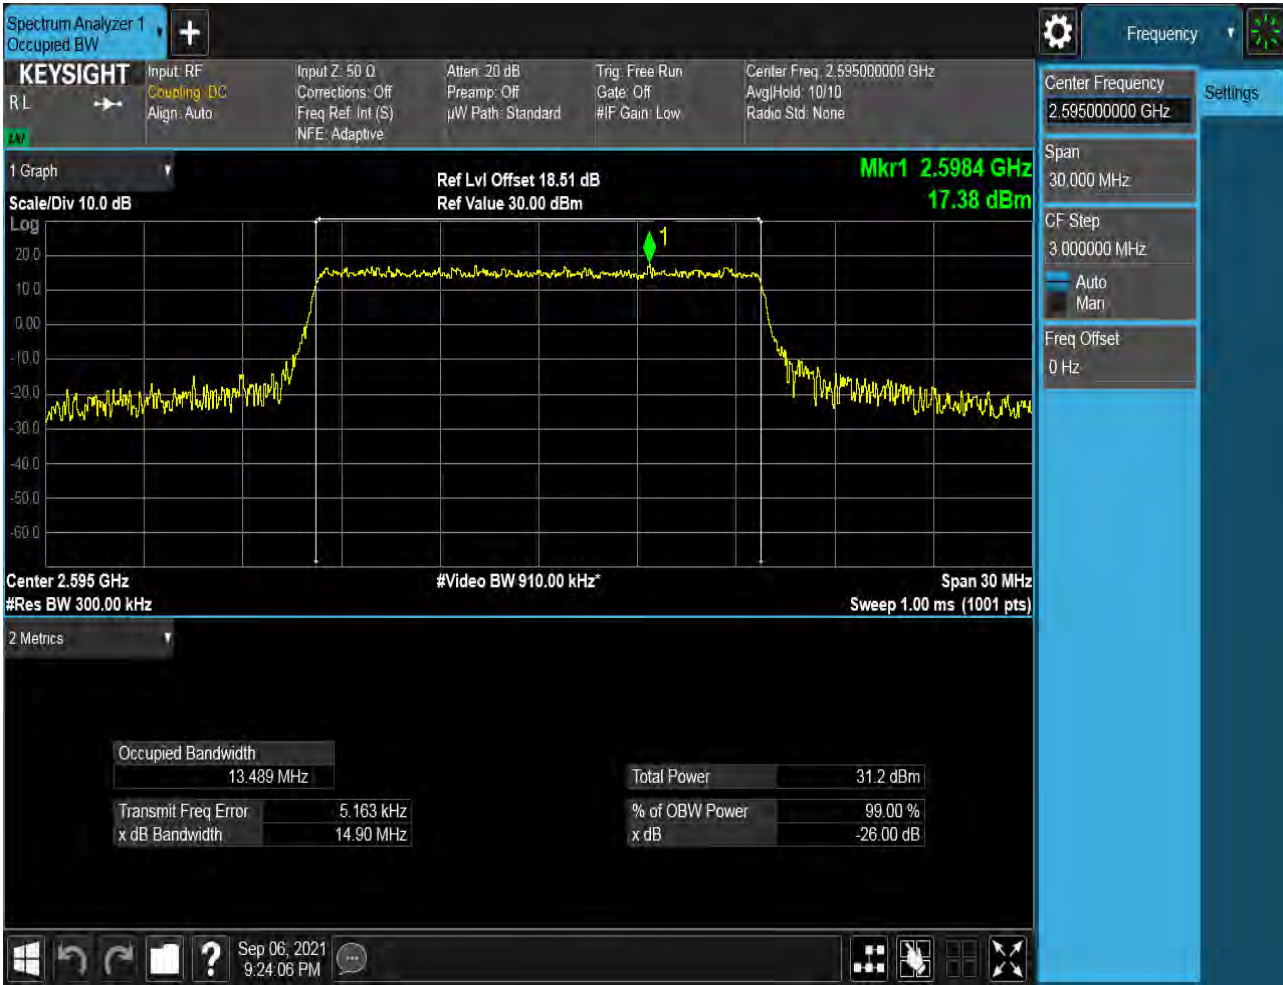 Spectrum Analyzer 1
Occupied BW
Frequency
KEYSIGHT
R L
Input: RF
Coupling: DC
Align: Auto
Input Z: 50 Ω
Corrections: Off
Freq Ref: Int (S)
NFE: Adaptive
Atten: 20 dB
Preamp: Off
µW Path: Standard
Trig: Free Run
Gate: Off
#IF Gain: Low
Center Freq: 2.595000000 GHz
Avg|Hold: 10/10
Radio Std: None
Center Frequency
2.595000000 GHz
Settings
Span
30.000 MHz
CF Step
3.000000 MHz
Auto
Man
Freq Offset
0 Hz
1 Graph
Scale/Div 10.0 dB
Log
Ref Lvl Offset 18.51 dB
Ref Value 30.00 dBm
Mkr1 2.5984 GHz
17.38 dBm
1
20.0
10.0
0.00
-10.0
-20.0
-30.0
-40.0
-50.0
-60.0
Center 2.595 GHz
#Res BW 300.00 kHz
#Video BW 910.00 kHz*
Span 30 MHz
Sweep 1.00 ms (1001 pts)
2 Metrics
Occupied Bandwidth
13.489 MHz
Transmit Freq Error 5.163 kHz
x dB Bandwidth 14.90 MHz
Total Power 31.2 dBm
% of OBW Power 99.00 %
x dB -26.00 dB
Sep 06, 2021
9:24:06 PM